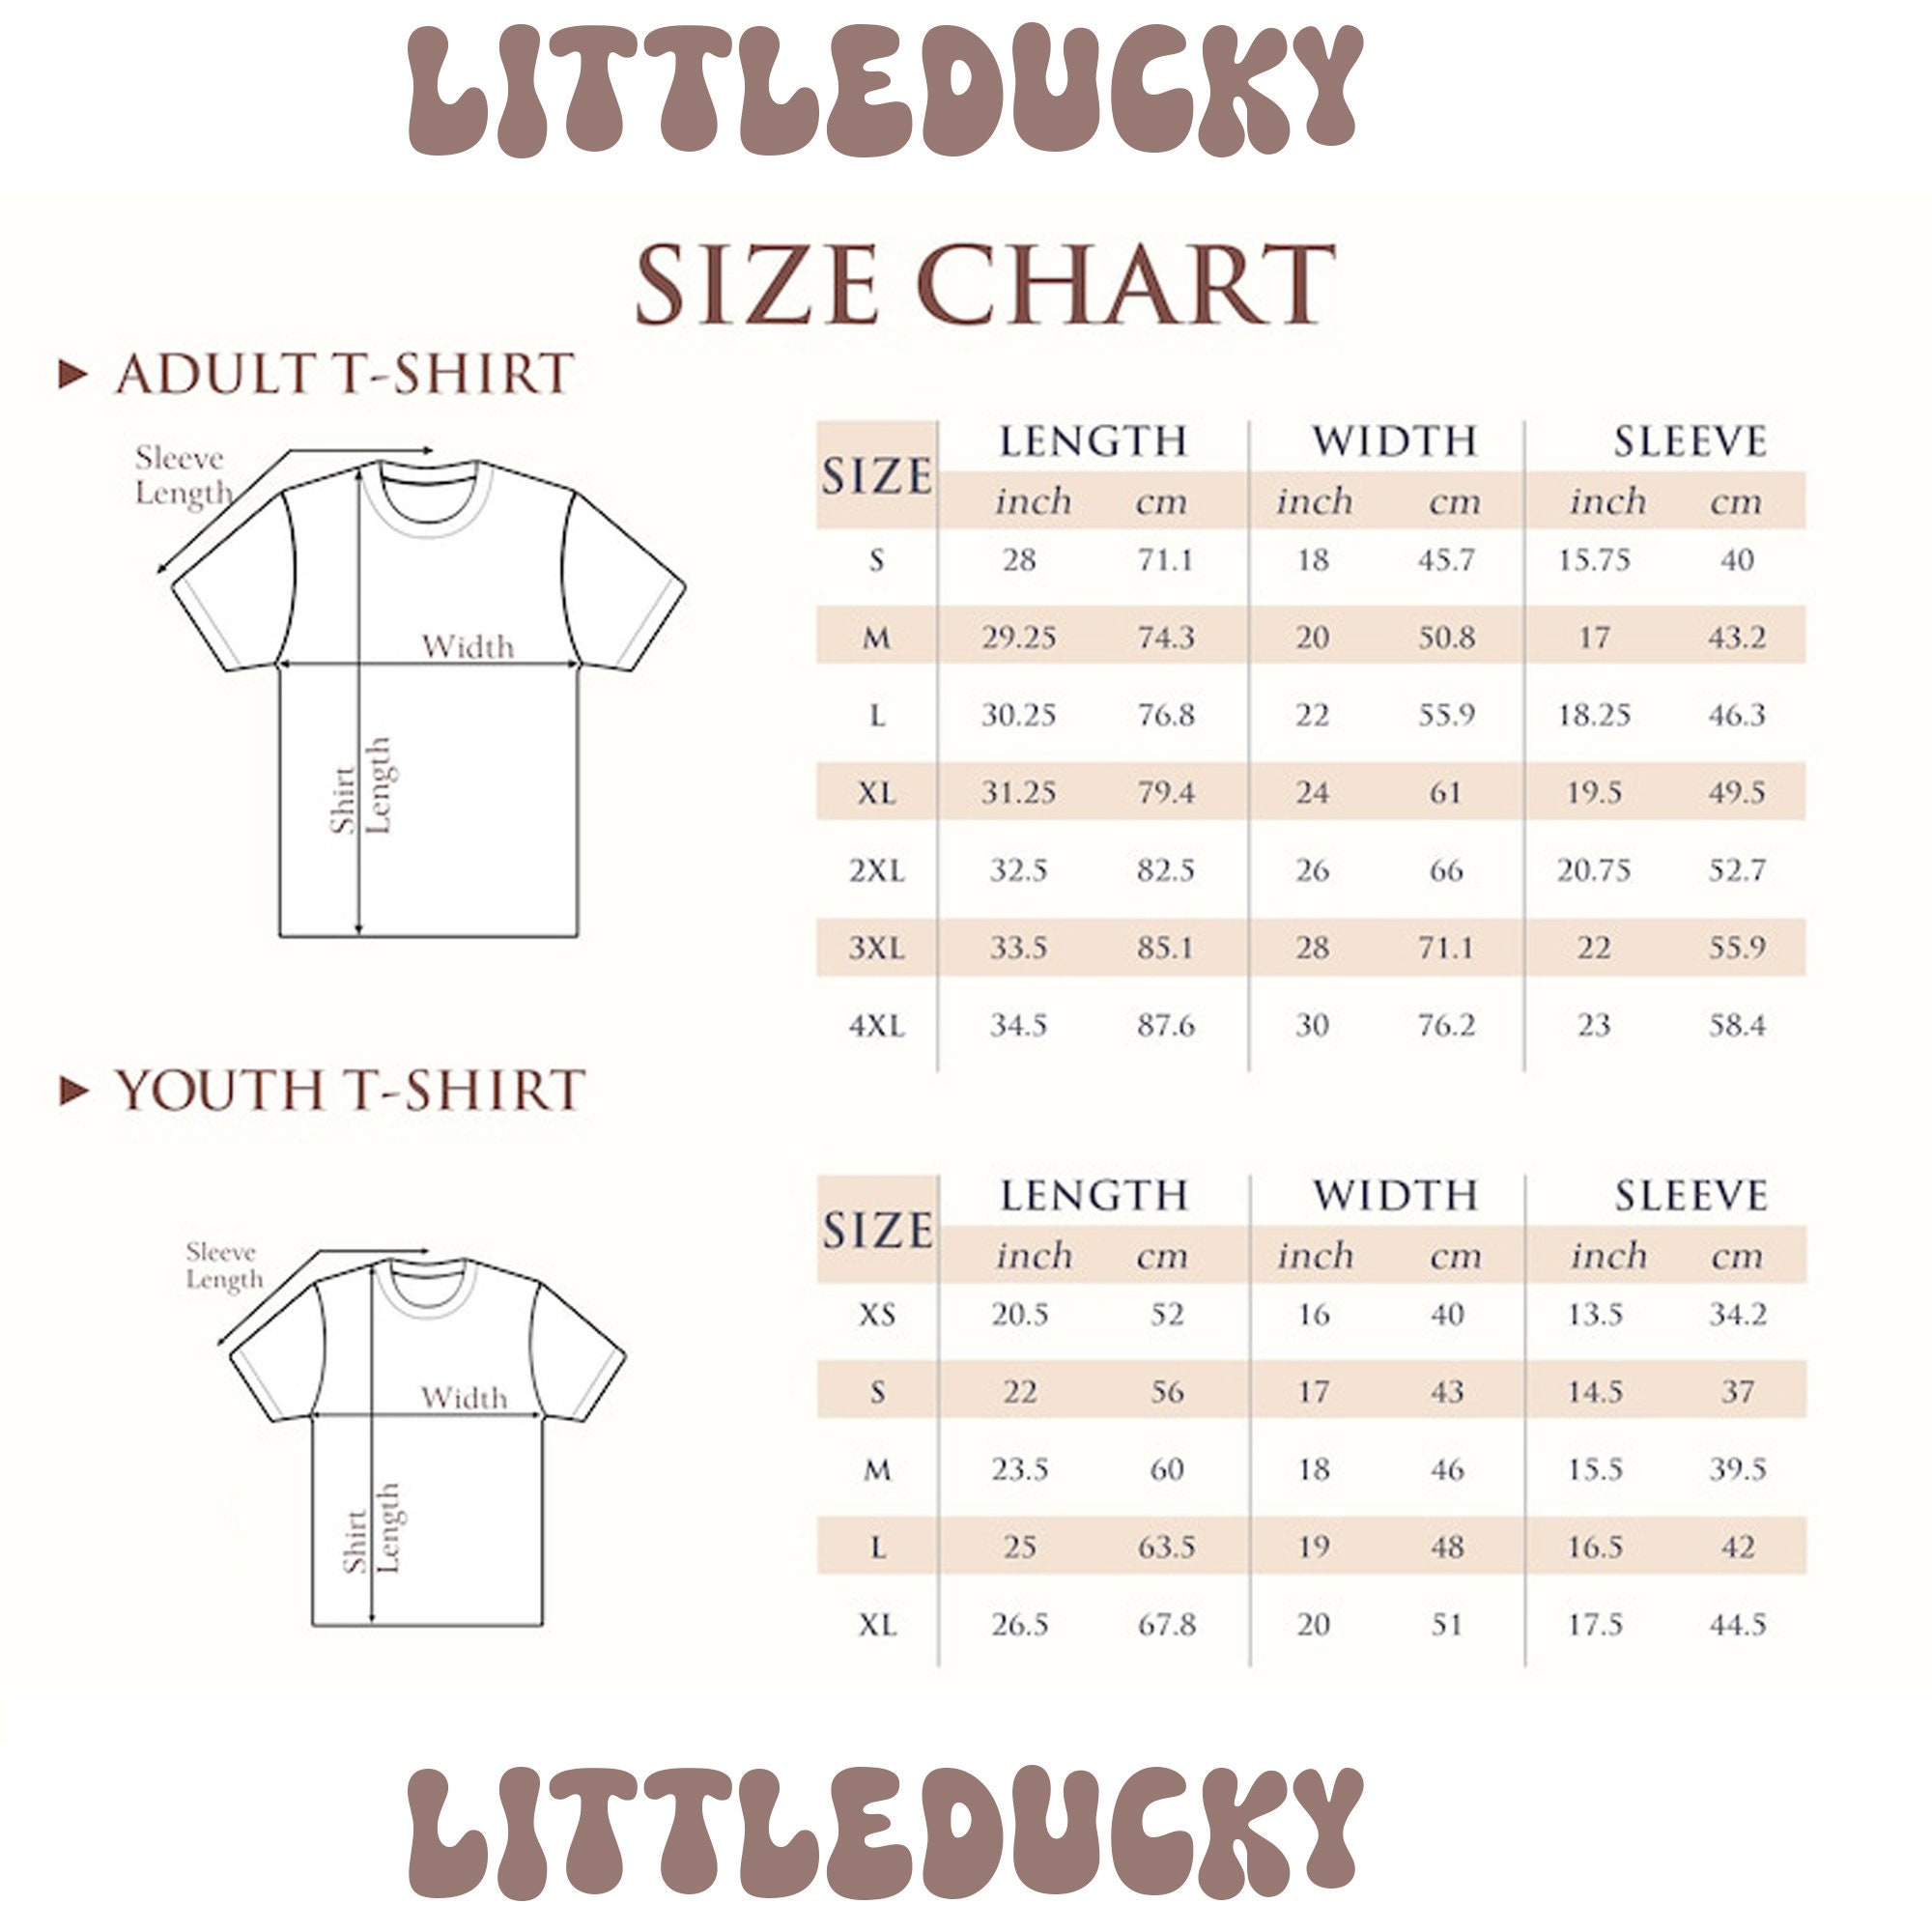 LITTLEDUCKY
SIZE CHART
ADULT T-SHIRT
Sleeve
Length
Width
Shirt
Length
SIZE LENGTH WIDTH SLEEVE
inch cm inch cm inch cm
S 28 71.1 18 45.7 15.75 40
M 29.25 74.3 20 50.8 17 43.2
L 30.25 76.8 22 55.9 18.25 46.3
XL 31.25 79.4 24 61 19.5 49.5
2XL 32.5 82.5 26 66 20.75 52.7
3XL 33.5 85.1 28 71.1 22 55.9
4XL 34.5 87.6 30 76.2 23 58.4
YOUTH T-SHIRT
Sleeve
Length
Width
Shirt
Length
SIZE LENGTH WIDTH SLEEVE
inch cm inch cm inch cm
XS 20.5 52 16 40 13.5 34.2
S 22 56 17 43 14.5 37
M 23.5 60 18 46 15.5 39.5
L 25 63.5 19 48 16.5 42
XL 26.5 67.8 20 51 17.5 44.5
LITTLEDUCKY